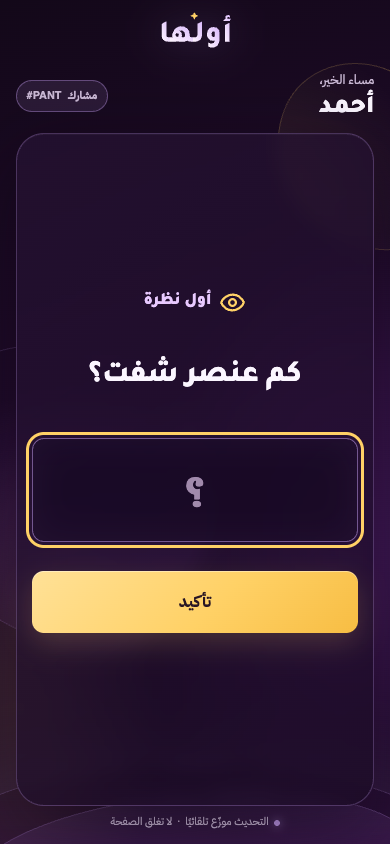 أولها
مساء الخير،
أحمد
مشارك #PANT
أول نظرة
كم عنصر شفت؟
؟
تأكيد
التحديث موزّع تلقائيًا · لا تغلق الصفحة